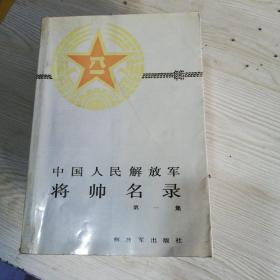 八一
中国人民解放军
将帅名录
第一集
解放军出版社